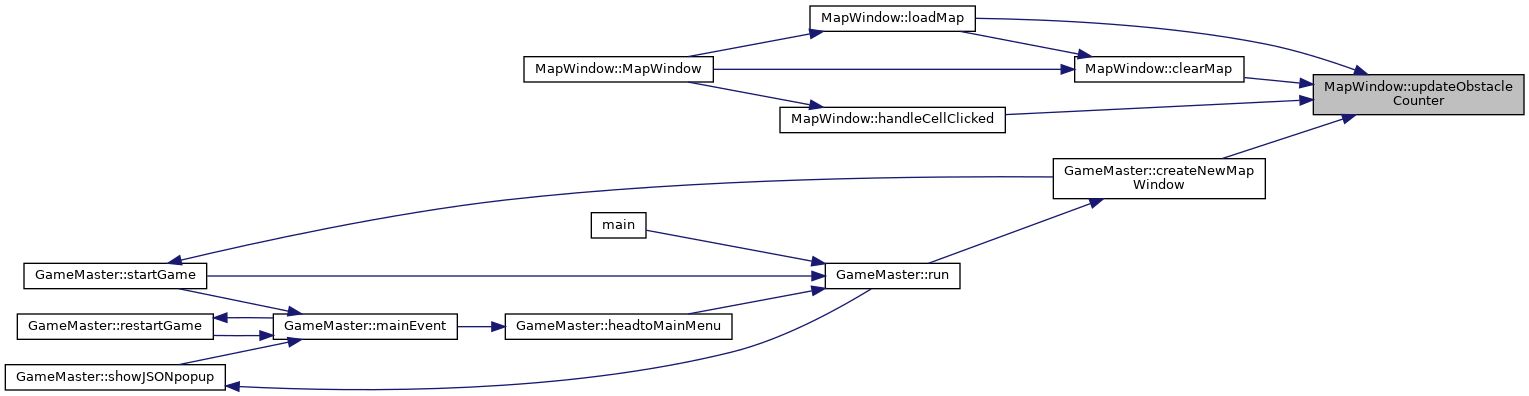 MapWindow::loadMap
MapWindow::MapWindow
MapWindow::clearMap
MapWindow::updateObstacle
Counter
MapWindow::handleCellClicked
GameMaster::createNewMap
Window
main
GameMaster::startGame
GameMaster::run
GameMaster::restartGame
GameMaster::mainEvent
GameMaster::headtoMainMenu
GameMaster::showJSONpopup